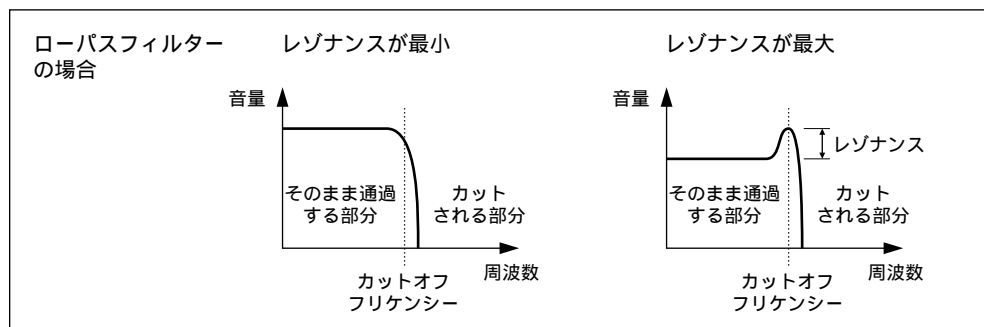 ローパスフィルター
の場合
レゾナンスが最小
音量
そのまま通過
する部分
カット
される部分
周波数
カットオフ
フリケンシー
レゾナンスが最大
音量
レゾナンス
そのまま通過
する部分
カット
される部分
周波数
カットオフ
フリケンシー